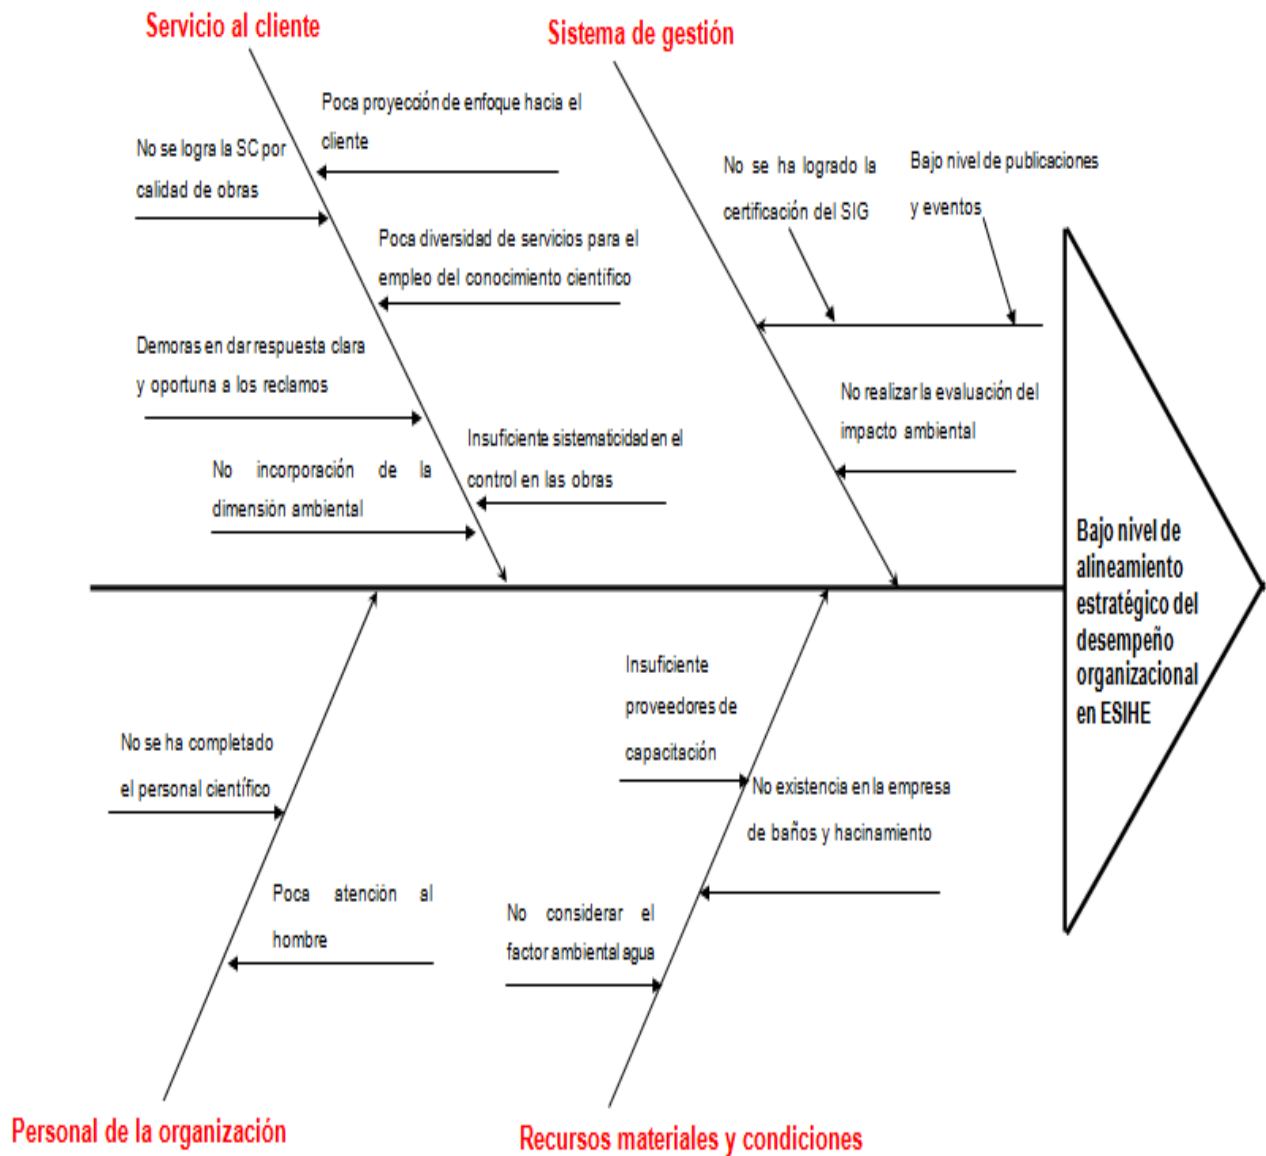 Servicio al cliente
Sistema de gestión
Poca proyección de enfoque hacia el
cliente
No se logra la SC por
calidad de obras
No se ha logrado la
certificación del SIG
Bajo nivel de publicaciones
y eventos
Poca diversidad de servicios para el
empleo del conocimiento científico
Demoras en dar respuesta clara
y oportuna a los reclamos
No realizar la evaluación del
impacto ambiental
Insuficiente sistematicidad en el
control en las obras
No incorporación de la
dimensión ambiental
Bajo nivel de
alineamiento
estratégico del
desempeño
organizacional
en ESIHE
Insuficiente
proveedores de
capacitación
No se ha completado
el personal científico
No existencia en la empresa
de baños y hacinamiento
Poca atención al
hombre
No considerar el
factor ambiental agua
Personal de la organización
Recursos materiales y condiciones